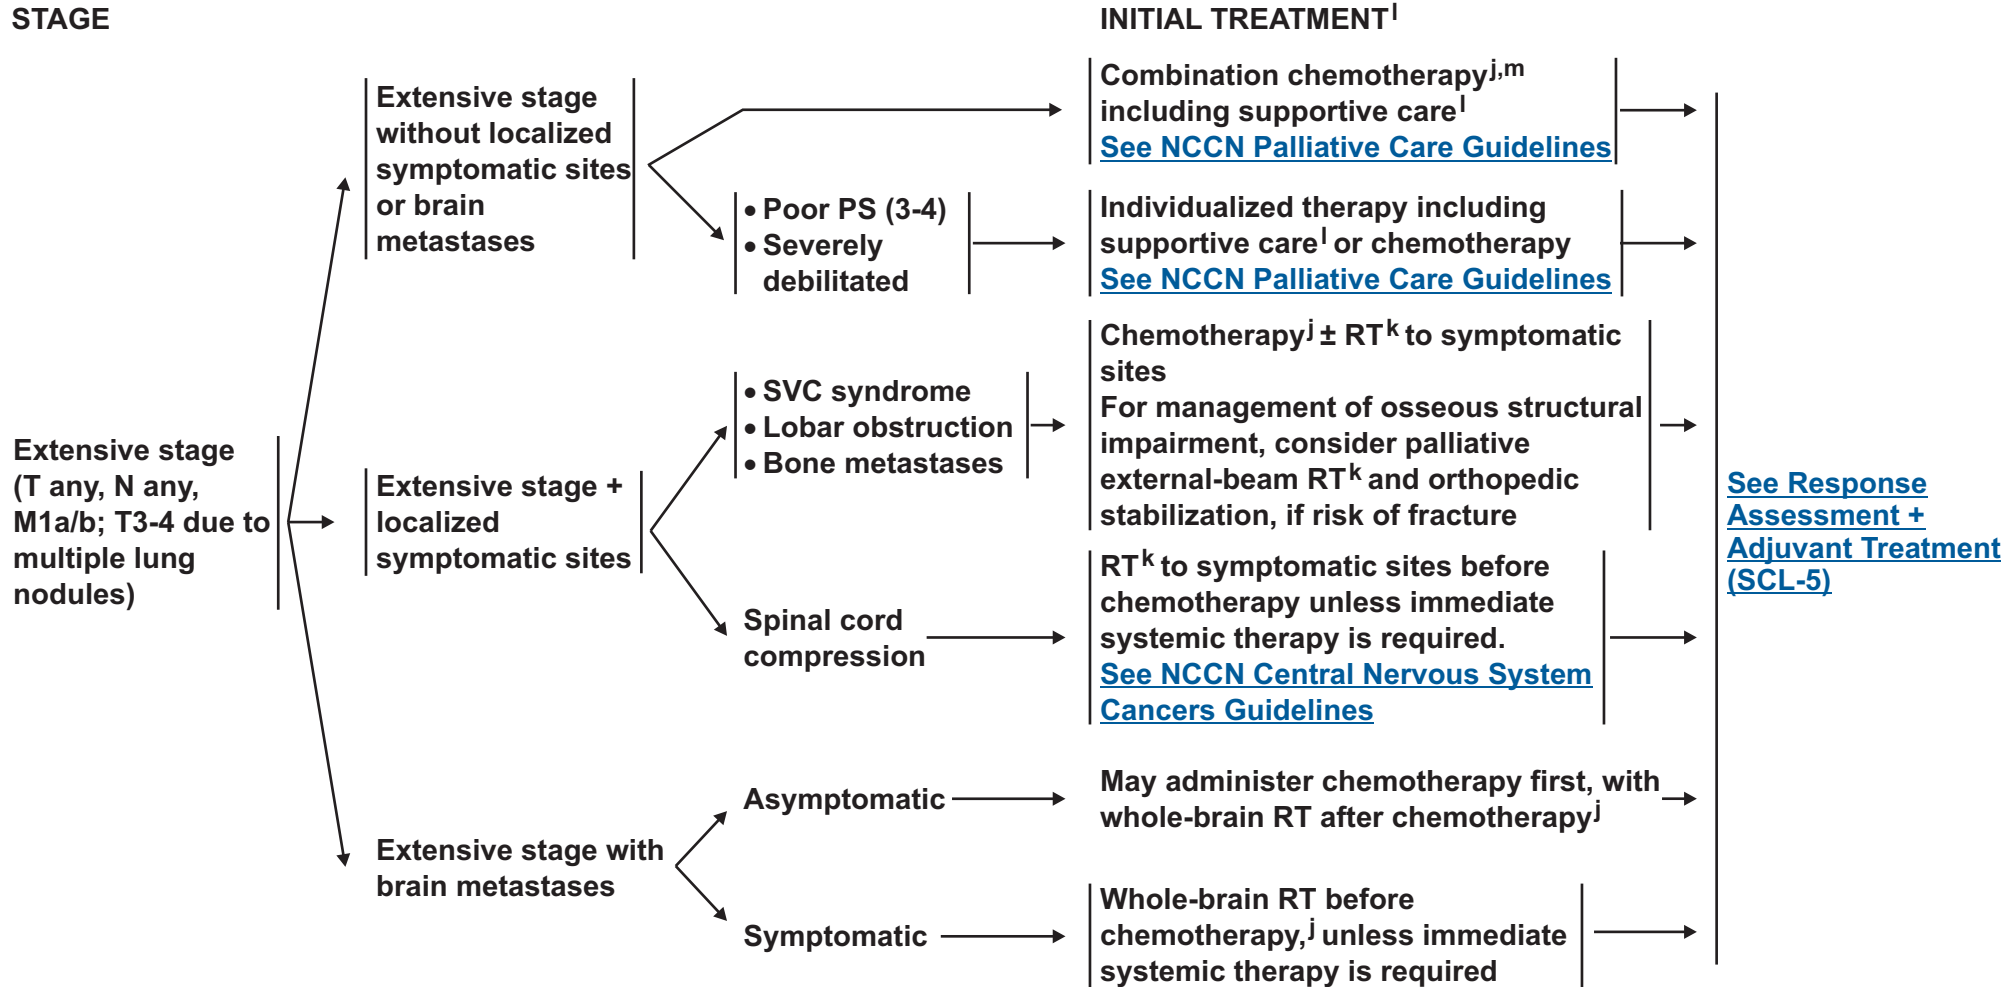 STAGE
INITIAL TREATMENTˡ
Extensive stage
(T any, N any,
M1a/b; T3-4 due to
multiple lung
nodules)
Extensive stage
without localized
symptomatic sites
or brain
metastases
Combination chemotherapyʲ,ᵐ
including supportive careˡ
See NCCN Palliative Care Guidelines
• Poor PS (3-4)
• Severely
debilitated
Individualized therapy including
supportive careˡ or chemotherapy
See NCCN Palliative Care Guidelines
Extensive stage +
localized
symptomatic sites
• SVC syndrome
• Lobar obstruction
• Bone metastases
Chemotherapyʲ ± RTᵏ to symptomatic
sites
For management of osseous structural
impairment, consider palliative
external-beam RTᵏ and orthopedic
stabilization, if risk of fracture
Spinal cord
compression
RTᵏ to symptomatic sites before
chemotherapy unless immediate
systemic therapy is required.
See NCCN Central Nervous System
Cancers Guidelines
Extensive stage with
brain metastases
Asymptomatic
May administer chemotherapy first, with
whole-brain RT after chemotherapyʲ
Symptomatic
Whole-brain RT before
chemotherapy,ʲ unless immediate
systemic therapy is required
See Response
Assessment +
Adjuvant Treatment
(SCL-5)